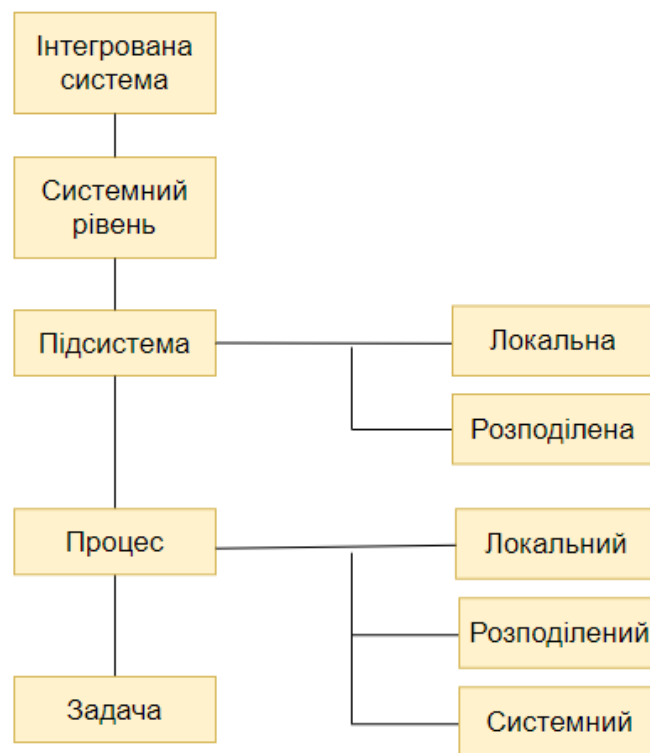 Інтегрована
система
Системний
рівень
Підсистема
Локальна
Розподілена
Процес
Локальний
Розподілений
Системний
Задача